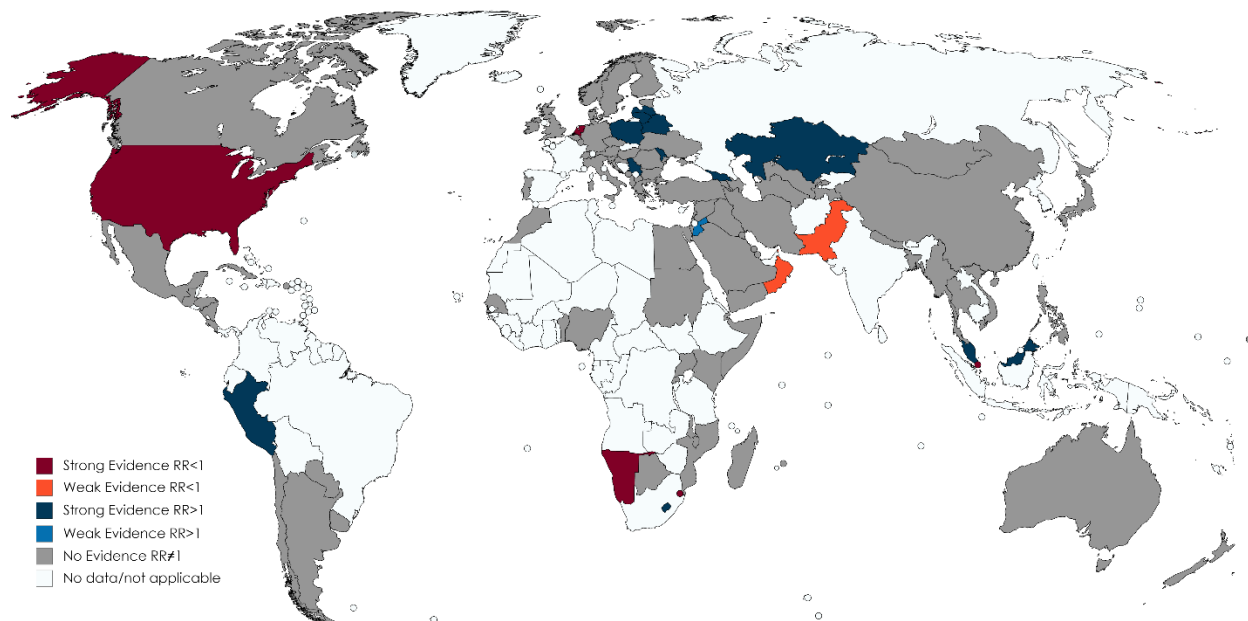 Strong Evidence RR<1
Weak Evidence RR<1
Strong Evidence RR>1
Weak Evidence RR>1
No Evidence RR≠1
No data/not applicable